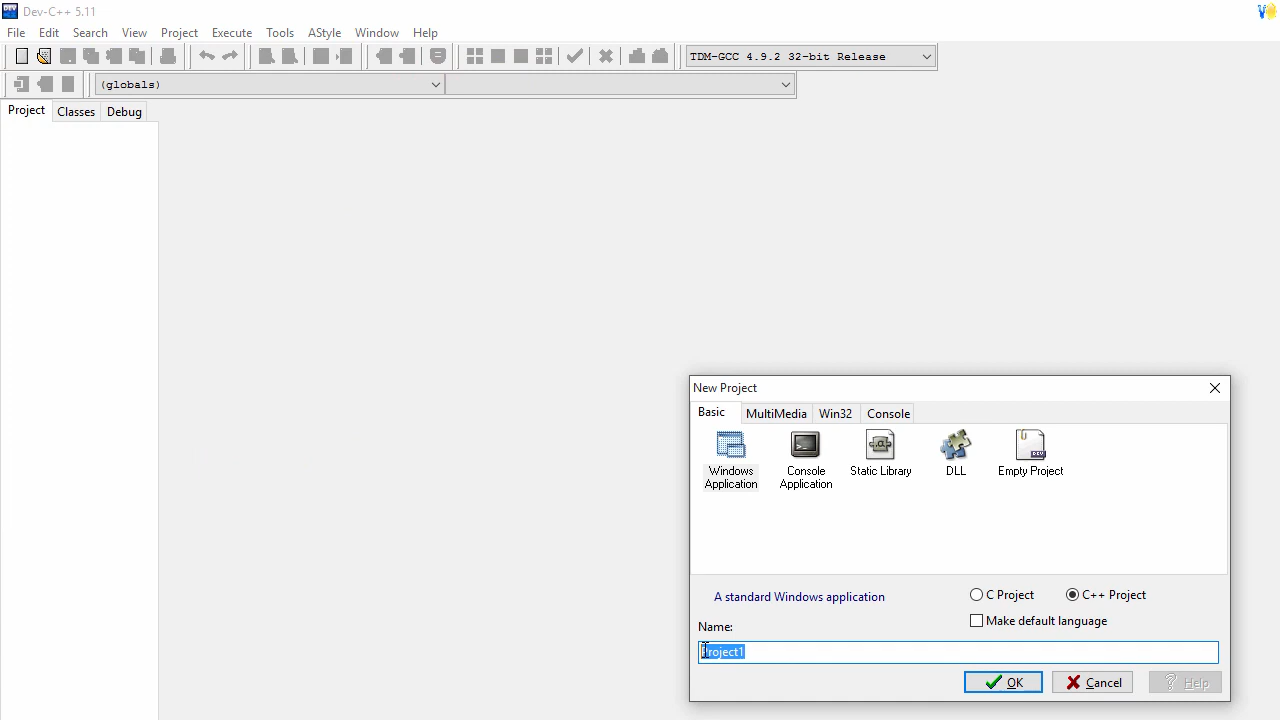 Dev-C++ 5.11
File Edit Search View Project Execute Tools AStyle Window Help
TDM-GCC 4.9.2 32-bit Release
(globals)
Project Classes Debug
New Project
Basic MultiMedia Win32 Console
Windows Application
Console Application
Static Library
DLL
Empty Project
A standard Windows application
C Project C++ Project
Make default language
Name:
Project1
OK Cancel Help